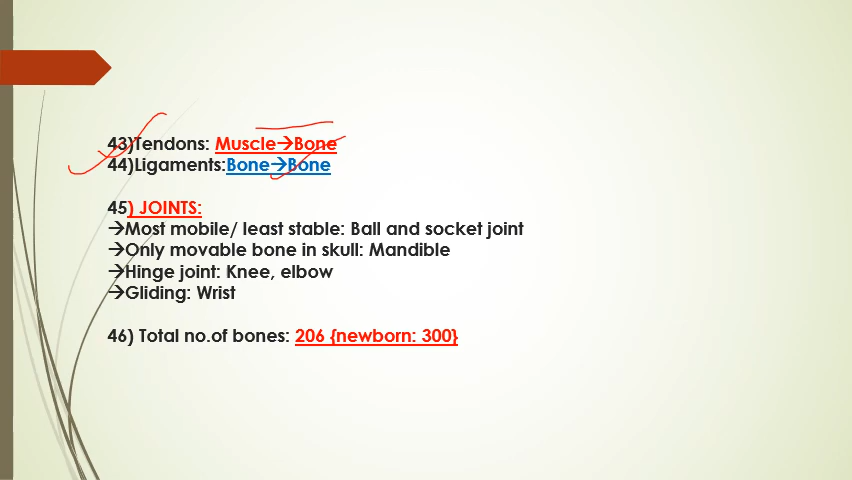 43)Tendons: Muscle→Bone
44)Ligaments:Bone→Bone
45) JOINTS:
→Most mobile/ least stable: Ball and socket joint
→Only movable bone in skull: Mandible
→Hinge joint: Knee, elbow
→Gliding: Wrist
46) Total no.of bones: 206 {newborn: 300}